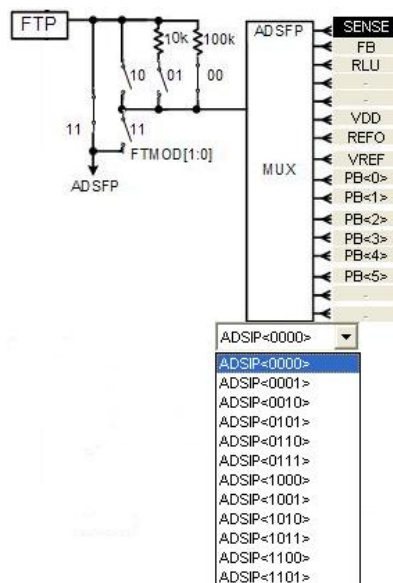 FTP
10k
100k
10
01
00
11
11
FTMOD[1:0]
ADSFP
ADSFP
MUX
SENSE
FB
RLU
-
-
VDD
REFO
VREF
PB<0>
PB<1>
PB<2>
PB<3>
PB<4>
PB<5>
-
-
ADSIP<0000>
ADSIP<0000>
ADSIP<0001>
ADSIP<0010>
ADSIP<0101>
ADSIP<0110>
ADSIP<0111>
ADSIP<1000>
ADSIP<1001>
ADSIP<1010>
ADSIP<1011>
ADSIP<1100>
ADSIP<1101>